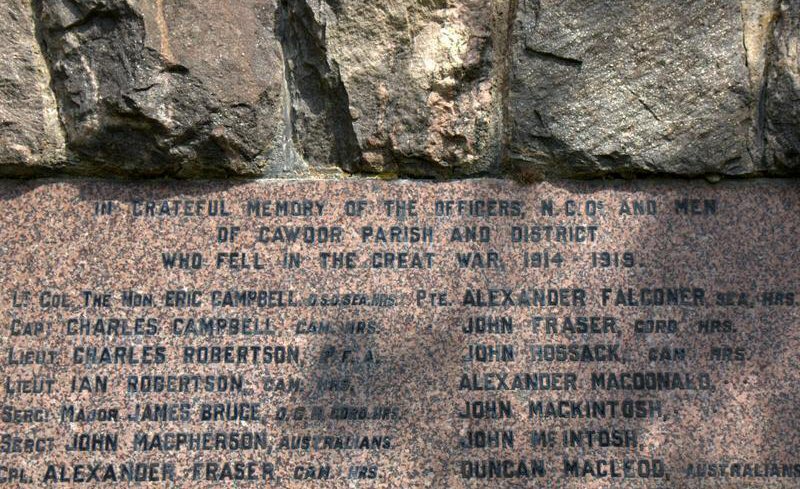 IN GRATEFUL MEMORY OF THE OFFICERS, N.C.Os AND MEN
OF CAWDOR PARISH AND DISTRICT
WHO FELL IN THE GREAT WAR, 1914 1919.
LT. COL. THE HON. ERIC CAMPBELL, D.S.O. SEA. HRS.
CAPT. CHARLES CAMPBELL, CAM. HRS.
LIEUT. CHARLES ROBERTSON, R.F.A.
LIEUT. IAN ROBERTSON, CAM. HRS.
SERGT. MAJOR JAMES BRUCE, D.C.M. GORD. HRS.
SERGT. JOHN MACPHERSON, AUSTRALIANS.
CPL. ALEXANDER FRASER, CAM. HRS.
PTE. ALEXANDER FALCONER, SEA. HRS.
JOHN FRASER, GORD. HRS.
JOHN ROSSACK, CAM. HRS.
ALEXANDER MACDONALD,
JOHN MACKINTOSH,
JOHN McINTOSH,
DUNCAN MACLEOD, AUSTRALIANS